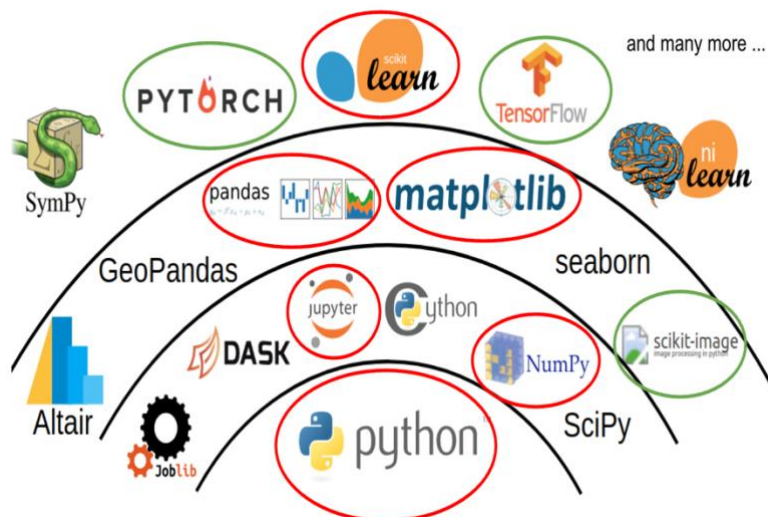 and many more ...
PYTORCH
scikit
learn
TensorFlow
SymPy
ni
learn
pandas
matplotlib
GeoPandas
seaborn
jupyter
Cython
DASK
NumPy
scikit-image
image processing in python
Altair
Joblib
python
SciPy